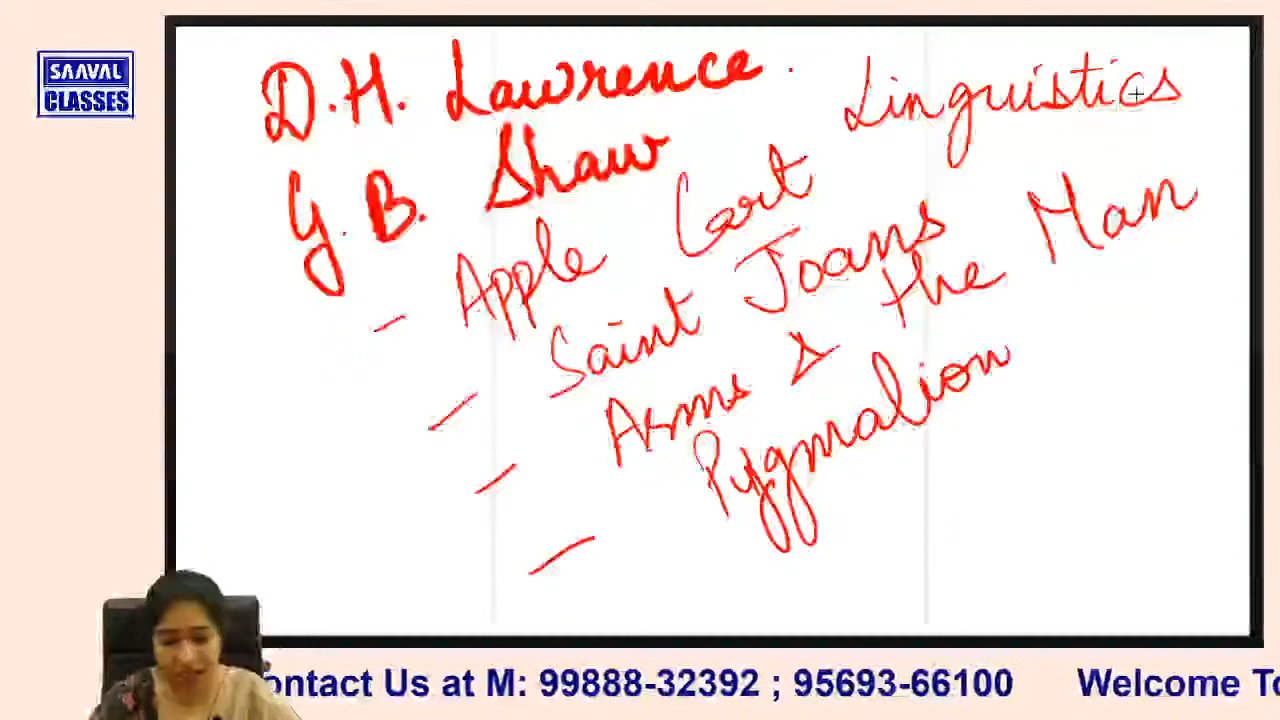 SAAVAL
CLASSES
D. H. Lawrence
Linguistics
G. B. Shaw
- Apple Cart
- Saint Joans
- Arms & the Man
- Pygmalion
ontact Us at M: 99888-32392 ; 95693-66100 Welcome To